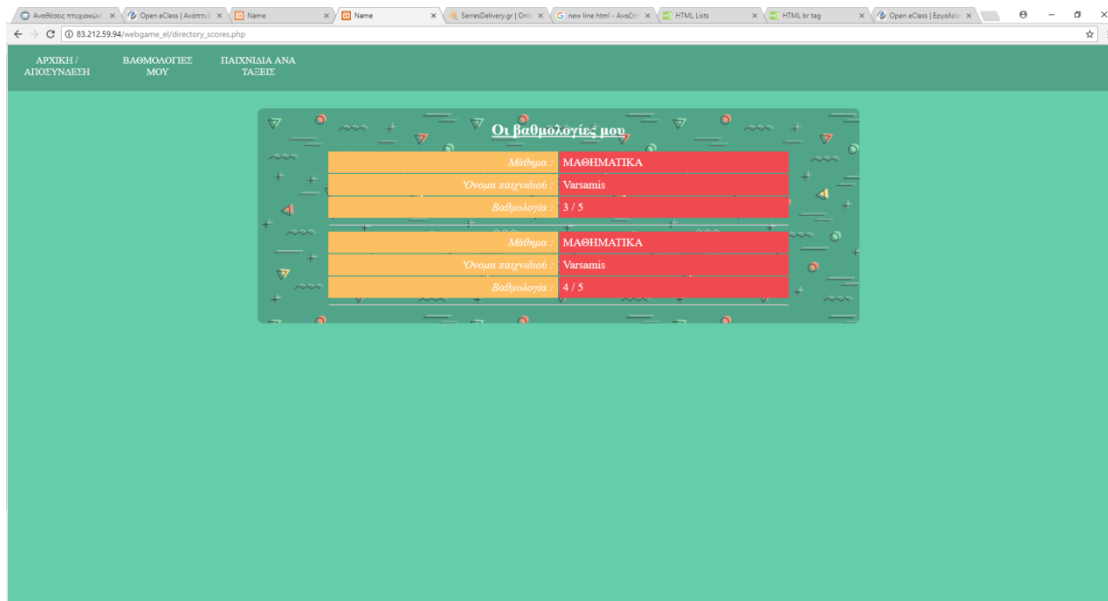 Αναθέσεις πτυχιακών
Open eClass | Ανάπτυξ
Name
Name
SerresDelivery.gr | Onli
new line html - Αναζήτ
HTML Lists
HTML br tag
Open eClass | Εργαλεί
83.212.59.94/webgame_el/directory_scores.php
ΑΡΧΙΚΗ /
ΑΠΟΣΥΝΔΕΣΗ
ΒΑΘΜΟΛΟΓΙΕΣ
ΜΟΥ
ΠΑΙΧΝΙΔΙΑ ΑΝΑ
ΤΑΞΕΙΣ
Οι βαθμολογίες μου
Μάθημα : ΜΑΘΗΜΑΤΙΚΑ
Όνομα παιχνιδιού : Varsamis
Βαθμολογία : 3 / 5
Μάθημα : ΜΑΘΗΜΑΤΙΚΑ
Όνομα παιχνιδιού : Varsamis
Βαθμολογία : 4 / 5